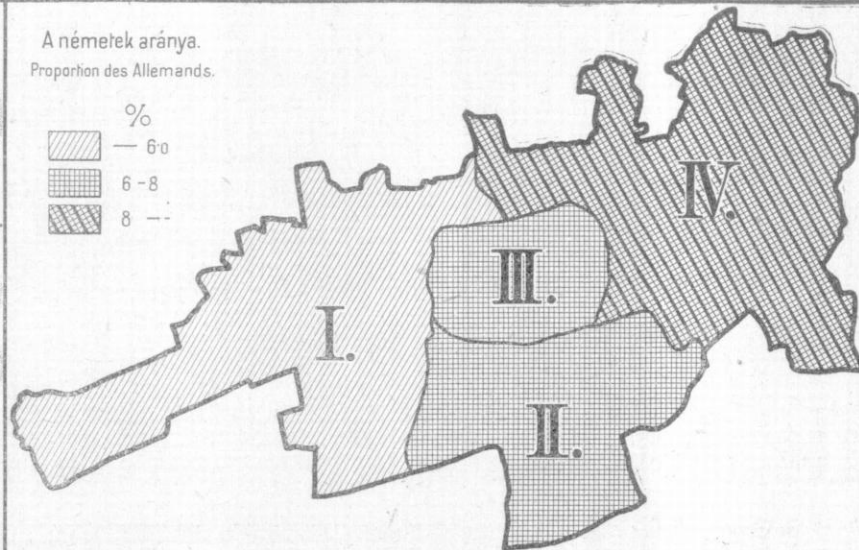 A németek aránya.
Proportion des Allemands.
%
— 6·0
6-8
8 —
I.
II.
III.
IV.